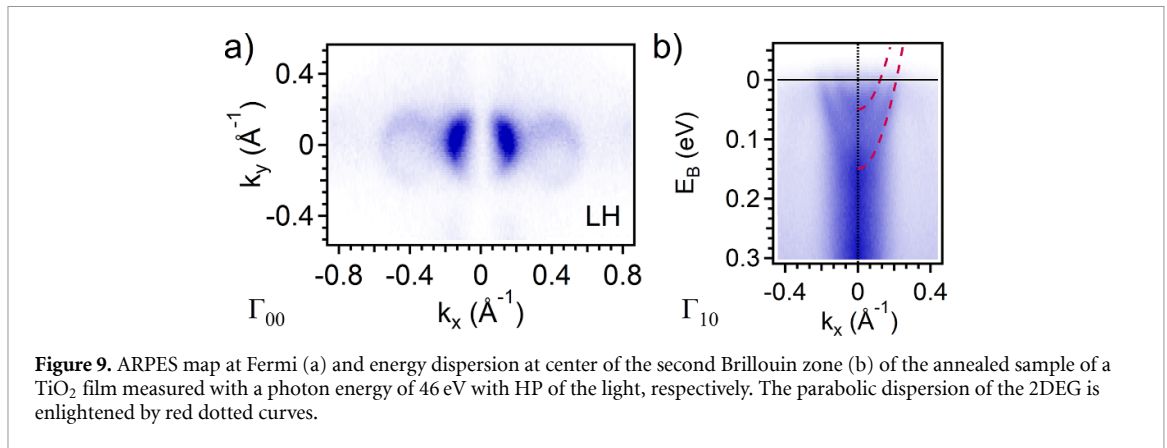 a)
b)
0.4
0
-0.4
k_y (Å⁻¹)
LH
-0.8 -0.4 0 0.4 0.8
k_x (Å⁻¹)
Γ₀₀
0
0.1
0.2
0.3
E_B (eV)
-0.4 0 0.4
k_x (Å⁻¹)
Γ₁₀
Figure 9. ARPES map at Fermi (a) and energy dispersion at center of the second Brillouin zone (b) of the annealed sample of a
TiO₂ film measured with a photon energy of 46 eV with HP of the light, respectively. The parabolic dispersion of the 2DEG is
enlightened by red dotted curves.